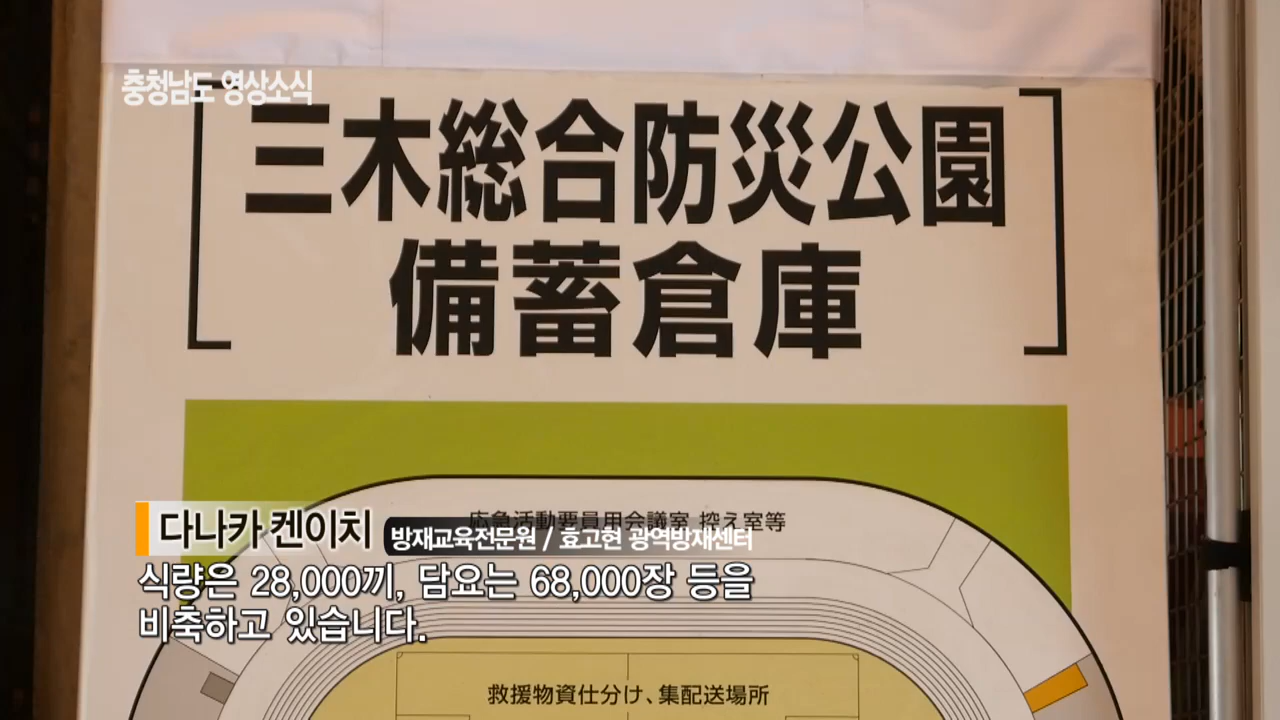 충청남도 영상소식
三木総合防災公園
備蓄倉庫
応急活動要員用会議室 控え室等
다나카 켄이치
방재교육전문원 / 효고현 광역방재센터
식량은 28,000끼, 담요는 68,000장 등을
비축하고 있습니다.
救援物資仕分け、集配送場所